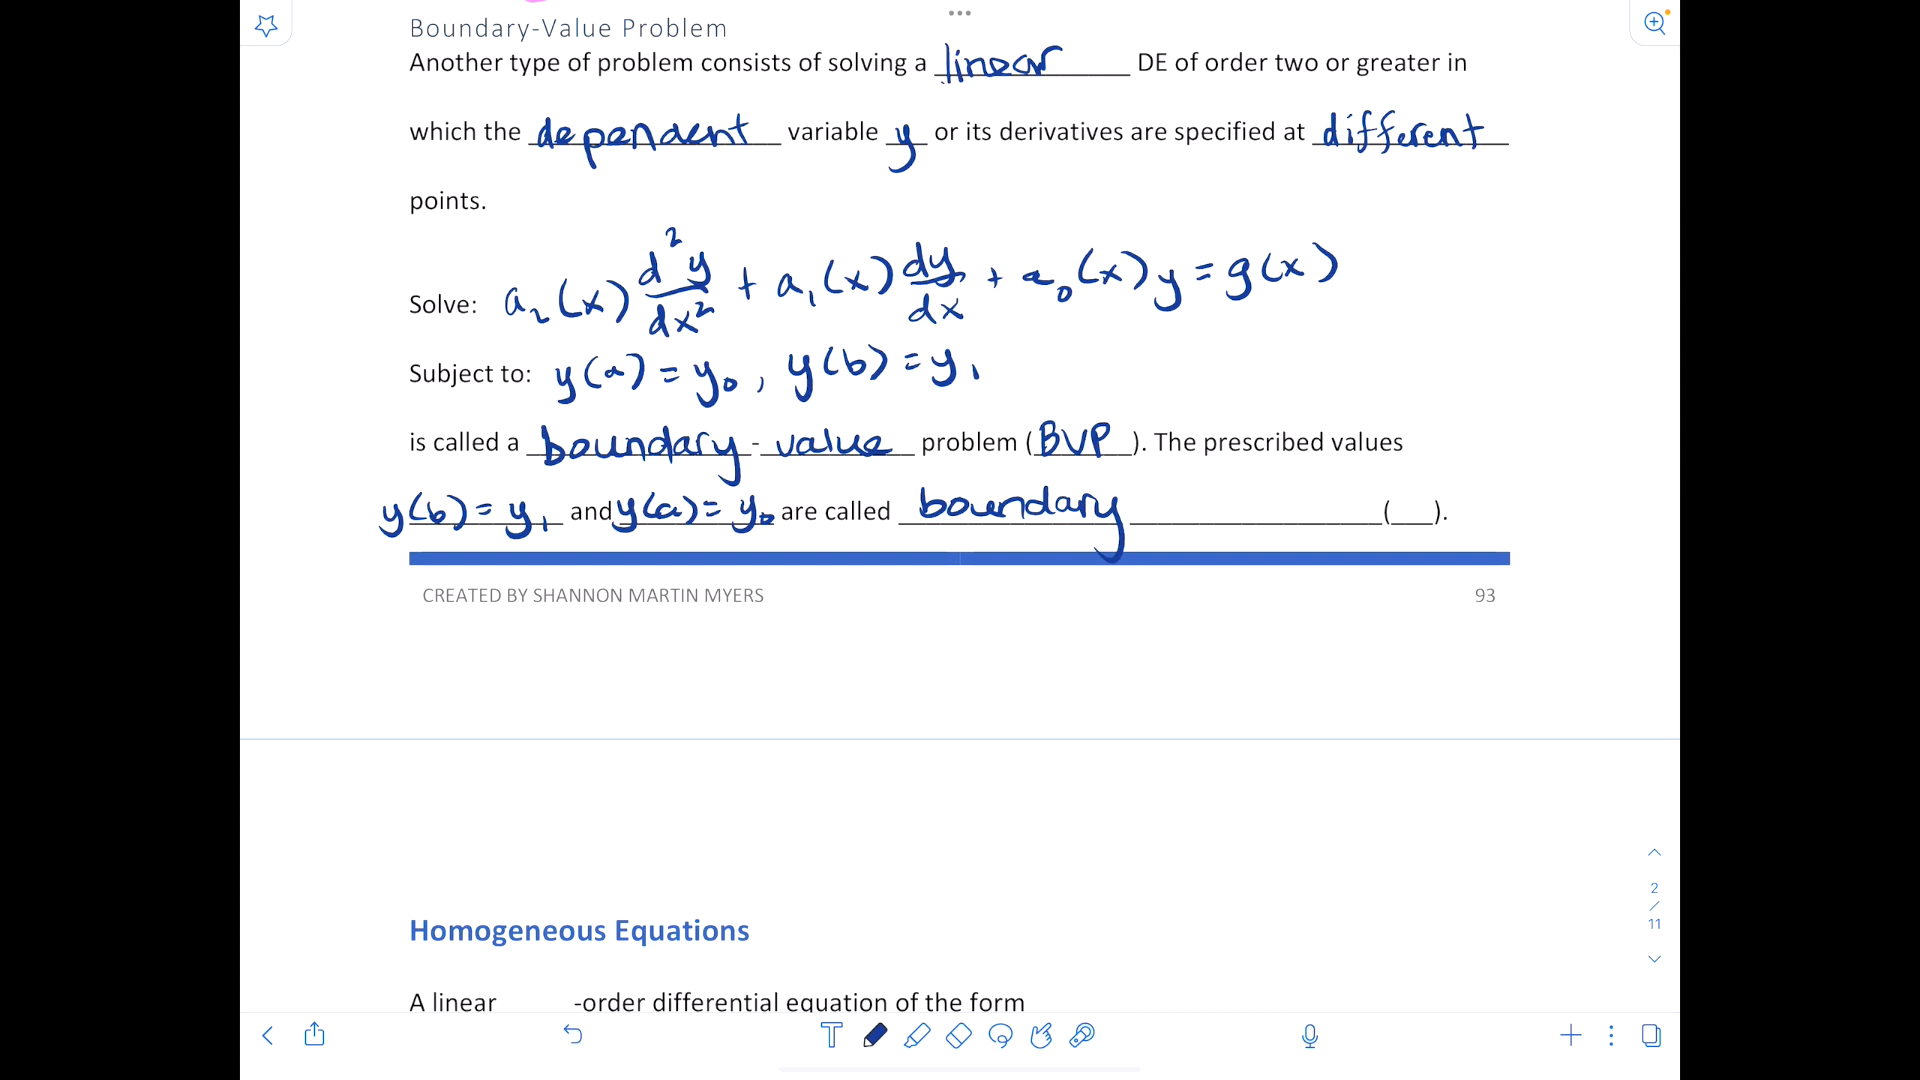 Boundary-Value Problem
Another type of problem consists of solving a linear DE of order two or greater in
which the dependent variable y or its derivatives are specified at different
points.
Solve: a₂(x) d²y/dx² + a₁(x) dy/dx + a₀(x)y = g(x)
Subject to: y(a) = y₀, y(b) = y₁
is called a boundary - value problem (BVP). The prescribed values
y(b) = y₁ and y(a) = y₀ are called boundary ____________ (___).
CREATED BY SHANNON MARTIN MYERS 93
Homogeneous Equations
A linear ______-order differential equation of the form
2
/
11